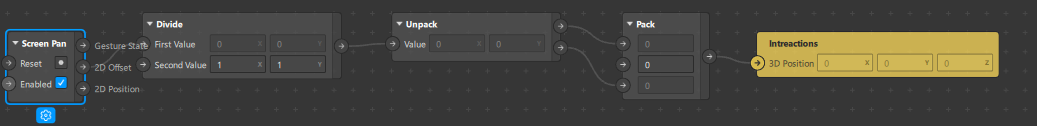 Screen Pan
Gesture State
Reset
2D Offset
Enabled
2D Position
Divide
First Value 0 X 0 Y
Second Value 1 X 1 Y
Unpack
Value 0 X 0 Y
Pack
0
0
0
Intreactions
3D Position 0 X 0 Y 0 Z